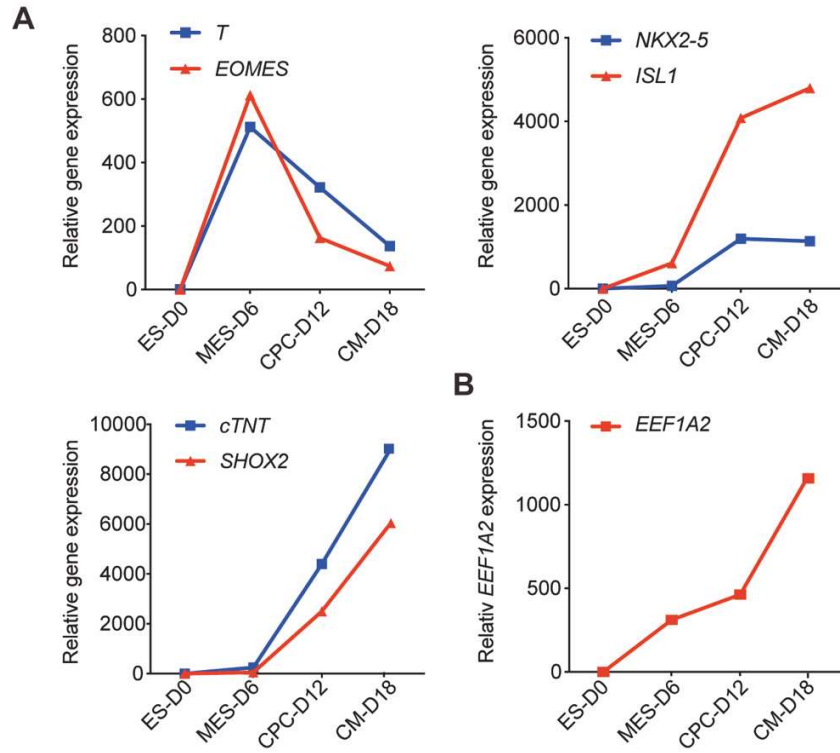 A
T
EOMES
Relative gene expression
800
600
400
200
0
ES-D0
MES-D6
CPC-D12
CM-D18
NKX2-5
ISL1
Relative gene expression
6000
4000
2000
0
ES-D0
MES-D6
CPC-D12
CM-D18
cTNT
SHOX2
Relative gene expression
10000
8000
6000
4000
2000
0
ES-D0
MES-D6
CPC-D12
CM-D18
B
EEF1A2
Relativ EEF1A2 expression
1500
1000
500
0
ES-D0
MES-D6
CPC-D12
CM-D18